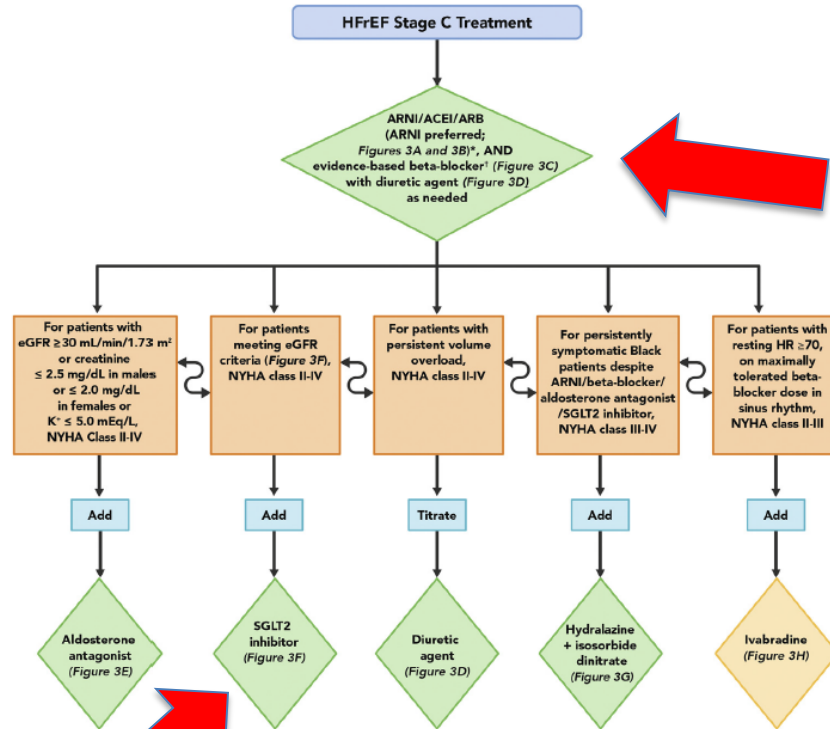 HFrEF Stage C Treatment
ARNI/ACEI/ARB
(ARNI preferred;
Figures 3A and 3B)*, AND
evidence-based beta-blocker† (Figure 3C)
with diuretic agent (Figure 3D)
as needed
For patients with
eGFR ≥30 mL/min/1.73 m²
or creatinine
≤ 2.5 mg/dL in males
or ≤ 2.0 mg/dL
in females or
K⁺ ≤ 5.0 mEq/L,
NYHA Class II-IV
For patients
meeting eGFR
criteria (Figure 3F),
NYHA class II-IV
For patients with
persistent volume
overload,
NYHA class II-IV
For persistently
symptomatic Black
patients despite
ARNI/beta-blocker/
aldosterone antagonist
/SGLT2 inhibitor,
NYHA class III-IV
For patients with
resting HR ≥70,
on maximally
tolerated beta-
blocker dose in
sinus rhythm,
NYHA class II-III
Add
Add
Titrate
Add
Add
Aldosterone
antagonist
(Figure 3E)
SGLT2
inhibitor
(Figure 3F)
Diuretic
agent
(Figure 3D)
Hydralazine
+ isosorbide
dinitrate
(Figure 3G)
Ivabradine
(Figure 3H)